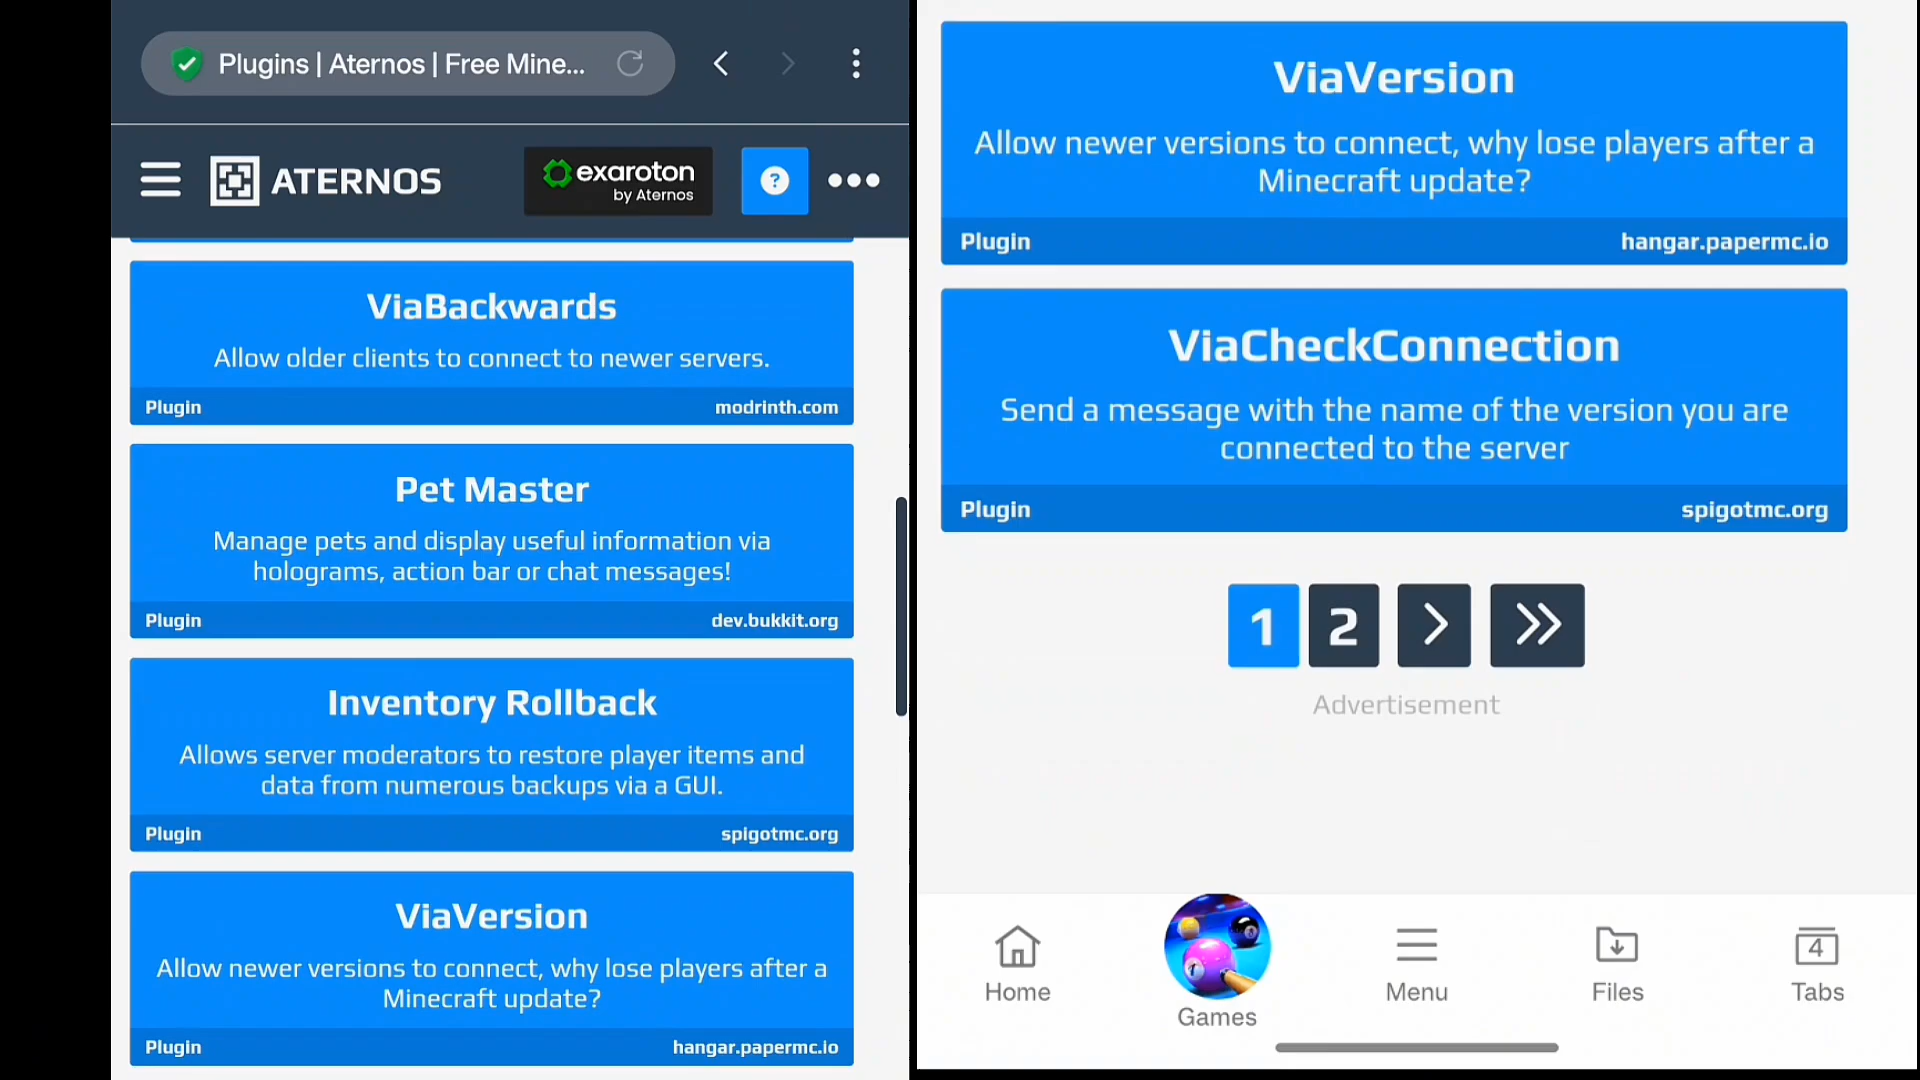 Plugins | Aternos | Free Mine...
ATERNOS
exaroton
by Aternos
?
ViaBackwards
Allow older clients to connect to newer servers.
Plugin
modrinth.com
Pet Master
Manage pets and display useful information via
holograms, action bar or chat messages!
Plugin
dev.bukkit.org
Inventory Rollback
Allows server moderators to restore player items and
data from numerous backups via a GUI.
Plugin
spigotmc.org
ViaVersion
Allow newer versions to connect, why lose players after a
Minecraft update?
Plugin
hangar.papermc.io
ViaVersion
Allow newer versions to connect, why lose players after a
Minecraft update?
Plugin
hangar.papermc.io
ViaCheckConnection
Send a message with the name of the version you are
connected to the server
Plugin
spigotmc.org
1 2
Advertisement
Home
Games
Menu
Files
4
Tabs